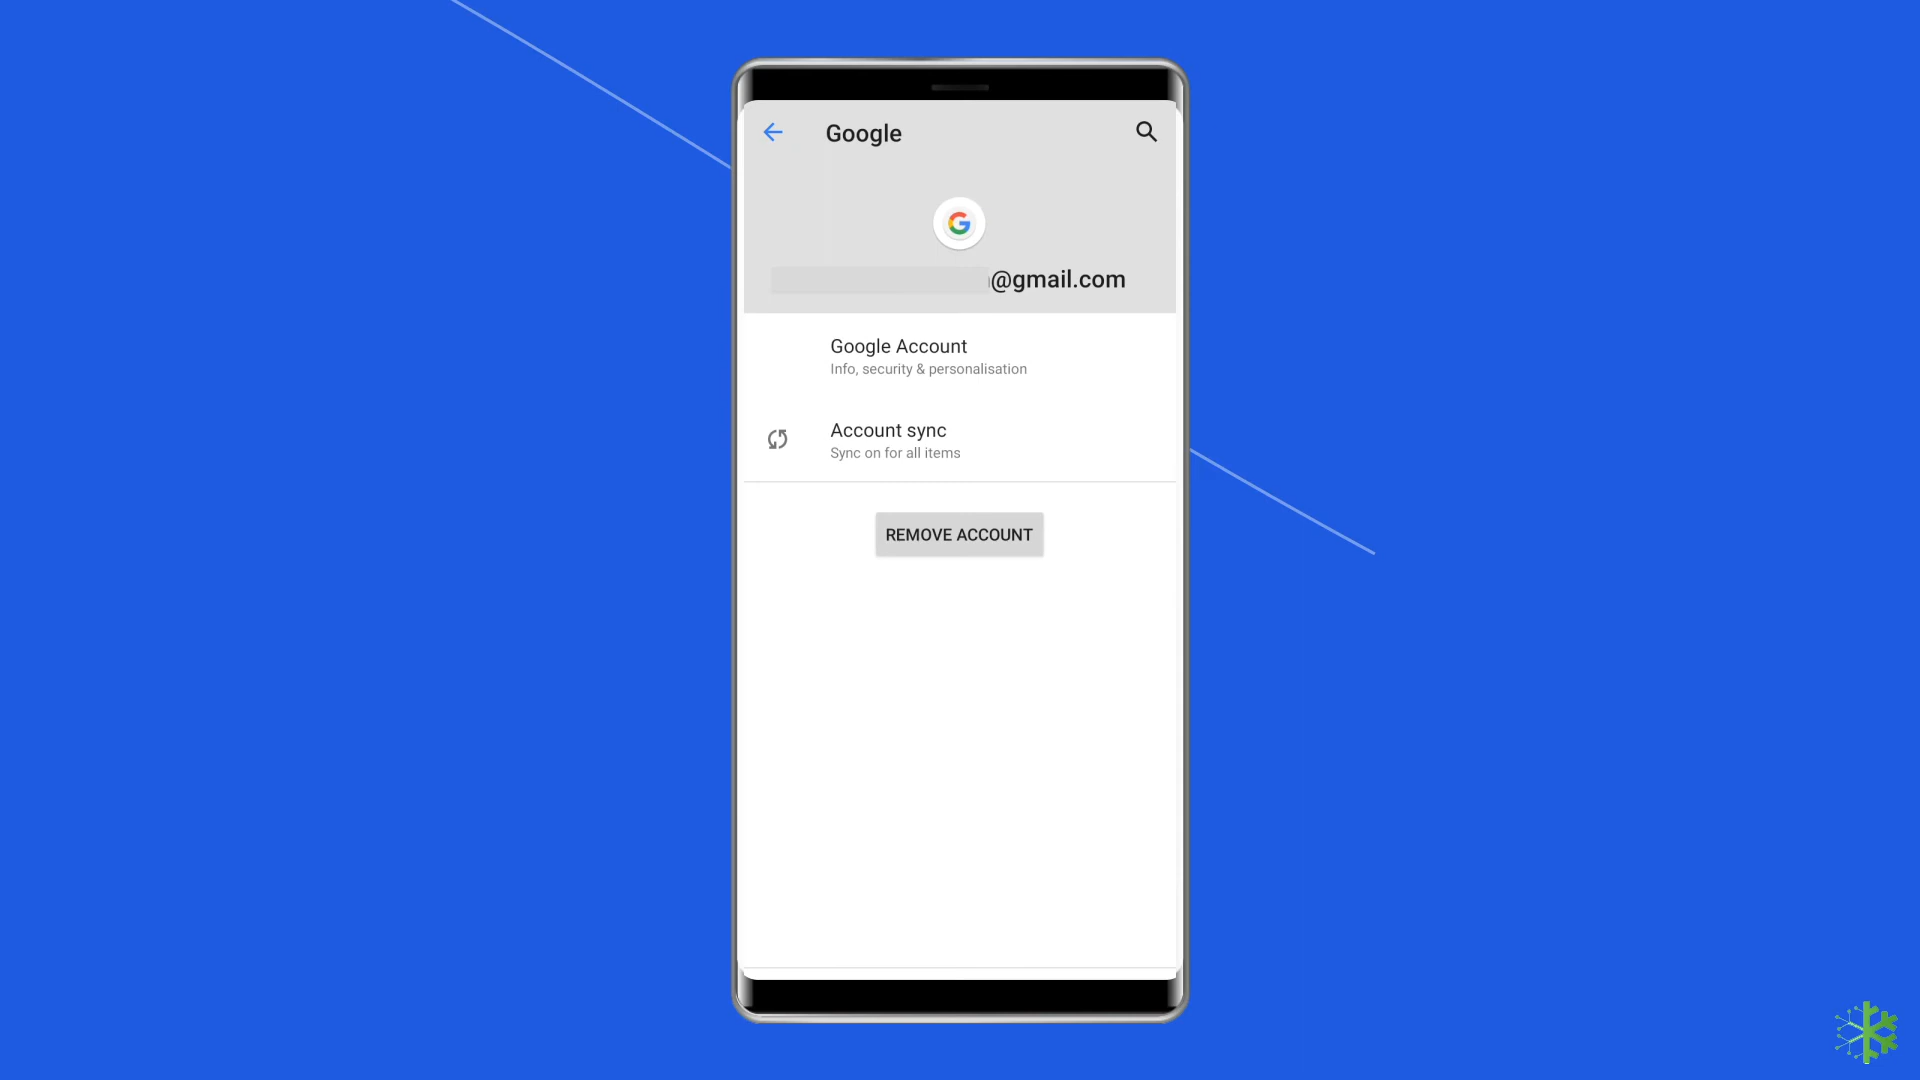 Google
@gmail.com
Google Account
Info, security & personalisation
Account sync
Sync on for all items
REMOVE ACCOUNT